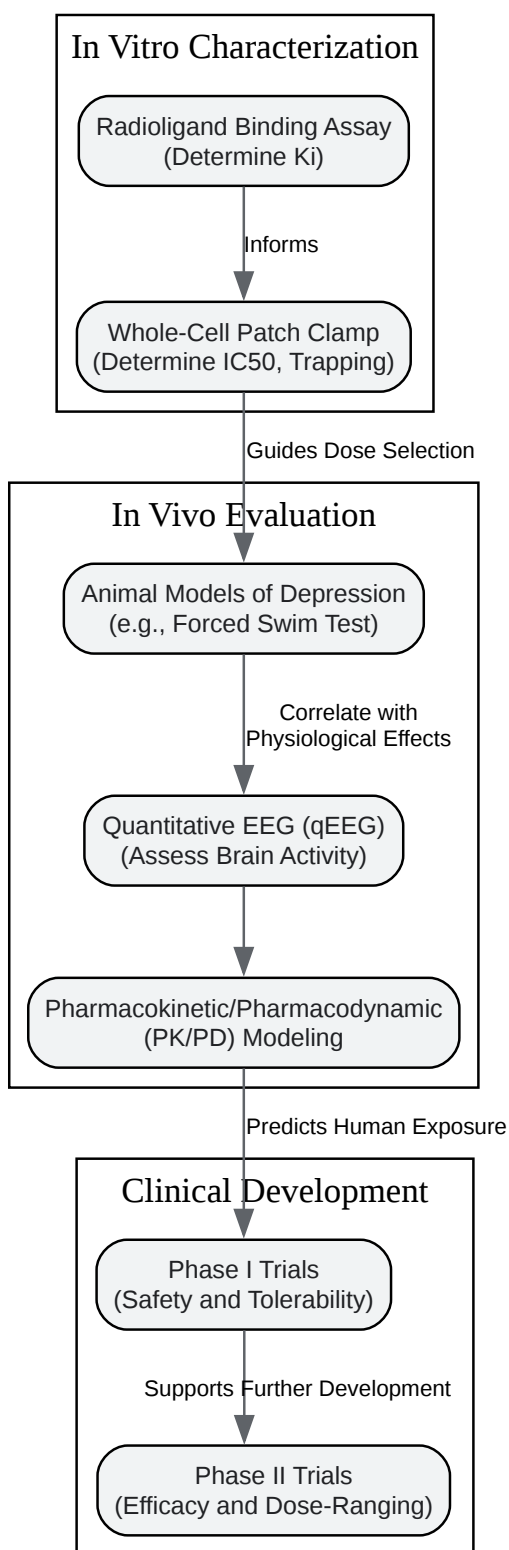 In Vitro Characterization
Radioligand Binding Assay
(Determine Ki)
Informs
Whole-Cell Patch Clamp
(Determine IC50, Trapping)
Guides Dose Selection
In Vivo Evaluation
Animal Models of Depression
(e.g., Forced Swim Test)
Correlate with
Physiological Effects
Quantitative EEG (qEEG)
(Assess Brain Activity)
Pharmacokinetic/Pharmacodynamic
(PK/PD) Modeling
Predicts Human Exposure
Clinical Development
Phase I Trials
(Safety and Tolerability)
Supports Further Development
Phase II Trials
(Efficacy and Dose-Ranging)